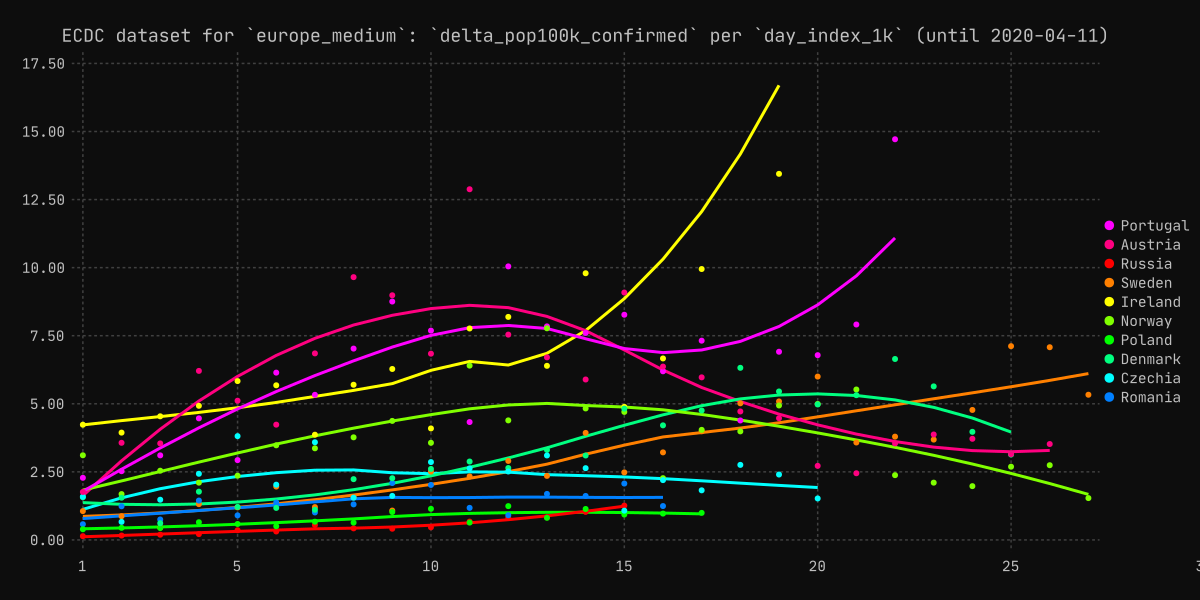 ECDC dataset for `europe_medium`: `delta_pop100k_confirmed` per `day_index_1k` (until 2020-04-11)
17.50
15.00
12.50
10.00
7.50
5.00
2.50
0.00
1 5 10 15 20 25 3
Portugal
Austria
Russia
Sweden
Ireland
Norway
Poland
Denmark
Czechia
Romania